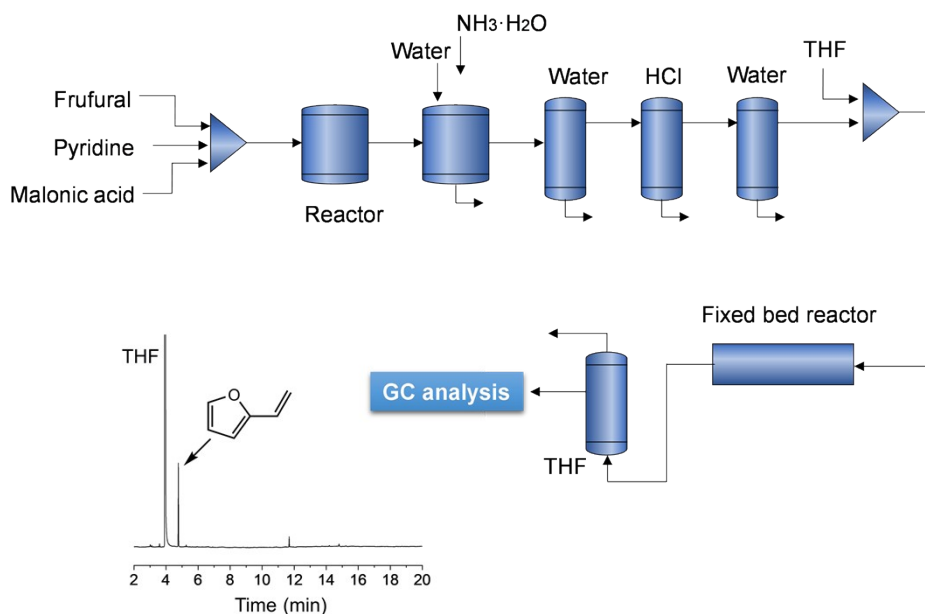 NH3·H2O
Water
THF
Water
HCl
Water
Frufural
Pyridine
Malonic acid
Reactor
Fixed bed reactor
THF
GC analysis
O
THF
2 4 6 8 10 12 14 16 18 20
Time (min)